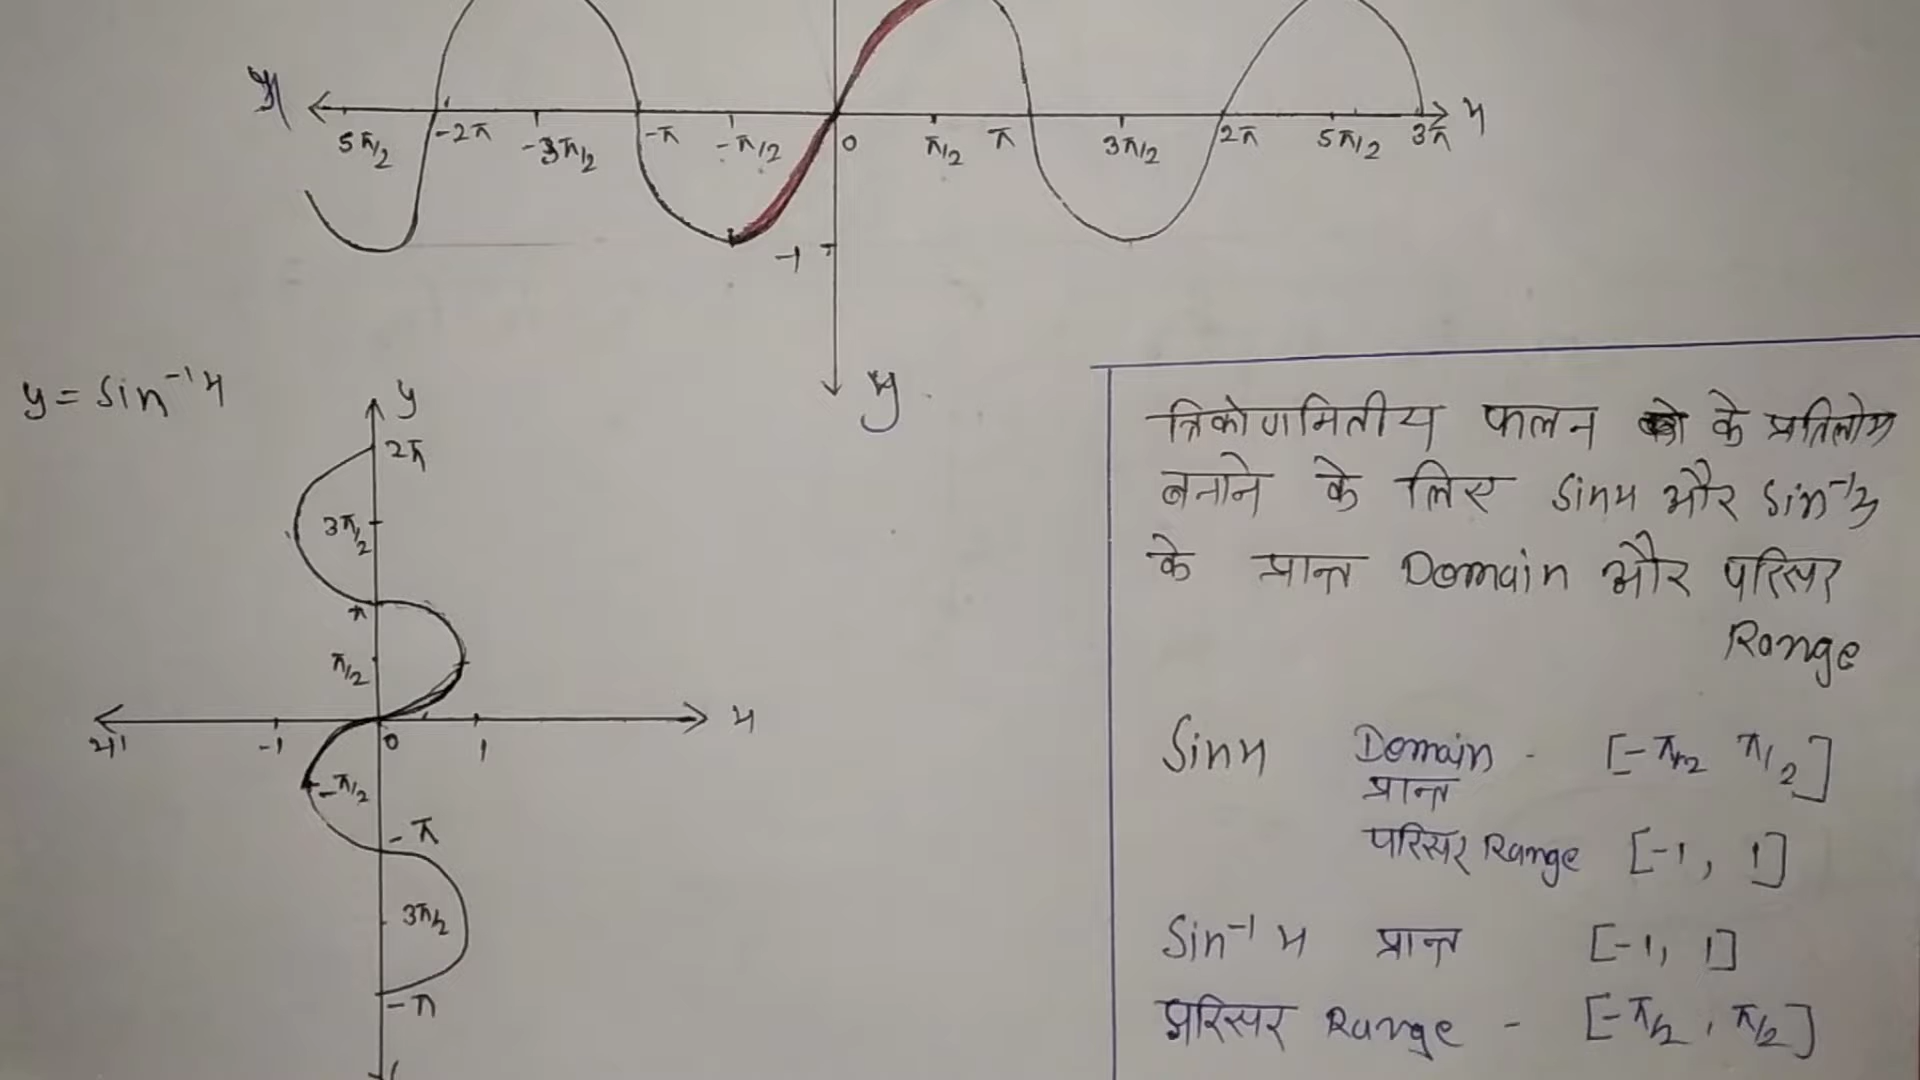 x
5π/2 -2π -3π/2 -π -π/2 0 π/2 π 3π/2 2π 5π/2 3π
-1
y
y = Sin⁻¹x
y
2π
3π/2
π
π/2
x' -1 0 1 x
-π/2
-π
3π/2
-π
त्रिकोणमितीय फलन के प्रतिलोम
बनाने के लिए Sinx और Sin⁻¹x
के प्रान्त Domain और परिसर
Range
Sinx Domain - [-π/2 π/2]
प्रान्त
परिसर Range [-1, 1]
Sin⁻¹x प्रान्त [-1, 1]
परिसर Range - [-π/2, π/2]